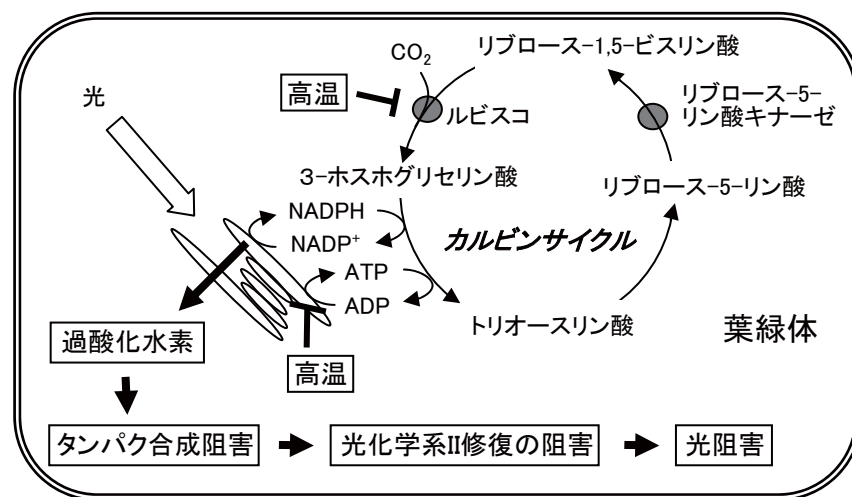 リブロース-1,5-ビスリン酸
CO₂
高温
光
ルビスコ
リブロース-5-
リン酸キナーゼ
3-ホスホグリセリン酸
リブロース-5-リン酸
NADPH
NADP⁺
カルビンサイクル
ATP
ADP
トリオースリン酸
葉緑体
過酸化水素
高温
タンパク合成阻害
光化学系II修復の阻害
光阻害